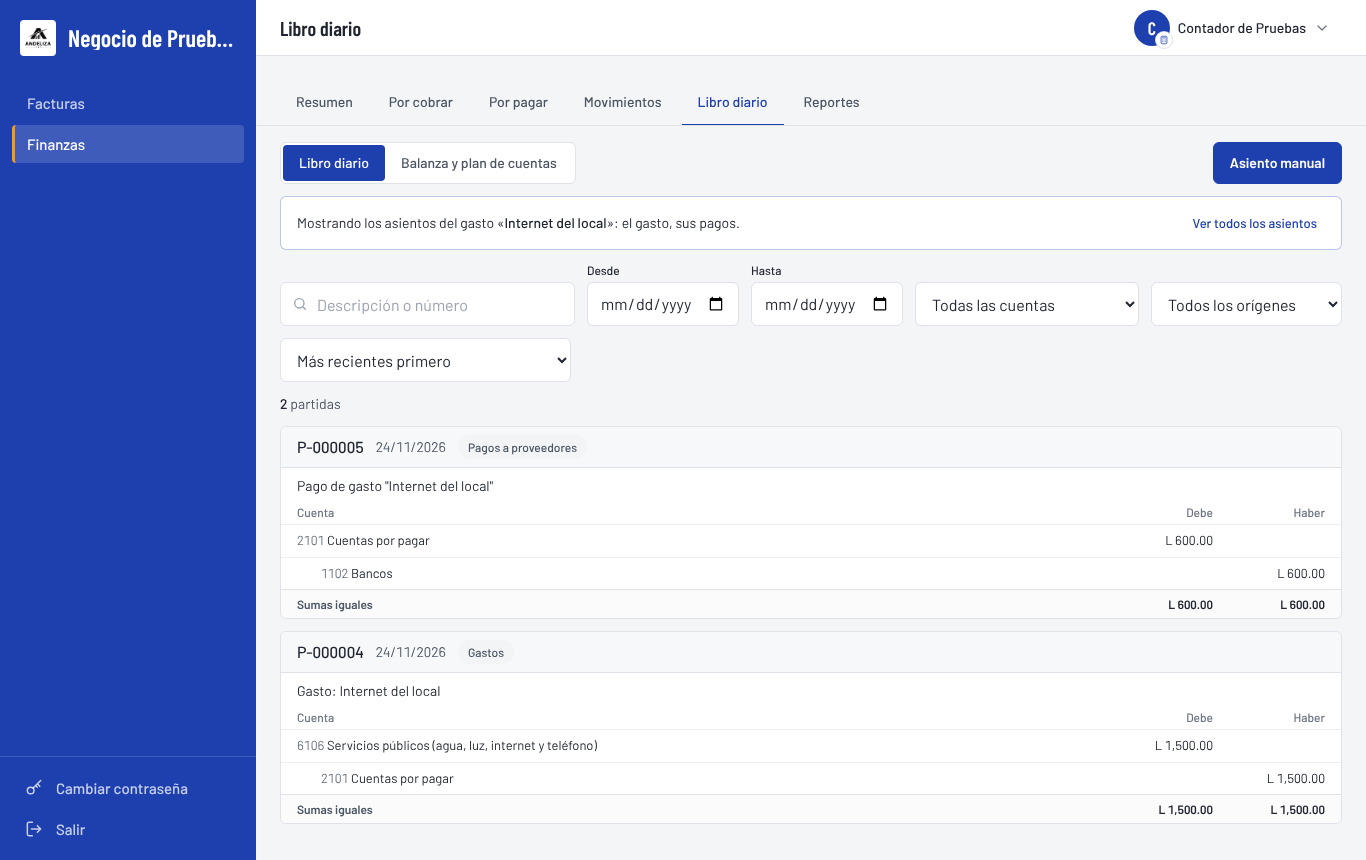 ANDELIZA
Negocio de Prueb...
Facturas
Finanzas
Cambiar contraseña
Salir
Libro diario
C
Contador de Pruebas
Resumen
Por cobrar
Por pagar
Movimientos
Libro diario
Reportes
Libro diario
Balanza y plan de cuentas
Asiento manual
Mostrando los asientos del gasto «Internet del local»: el gasto, sus pagos.
Ver todos los asientos
Desde
Hasta
Descripción o número
mm/dd/yyyy
mm/dd/yyyy
Todas las cuentas
Todos los orígenes
Más recientes primero
2 partidas
P-000005 24/11/2026 Pagos a proveedores
Pago de gasto "Internet del local"
Cuenta Debe Haber
2101 Cuentas por pagar L 600.00
1102 Bancos L 600.00
Sumas iguales L 600.00 L 600.00
P-000004 24/11/2026 Gastos
Gasto: Internet del local
Cuenta Debe Haber
6106 Servicios públicos (agua, luz, internet y teléfono) L 1,500.00
2101 Cuentas por pagar L 1,500.00
Sumas iguales L 1,500.00 L 1,500.00